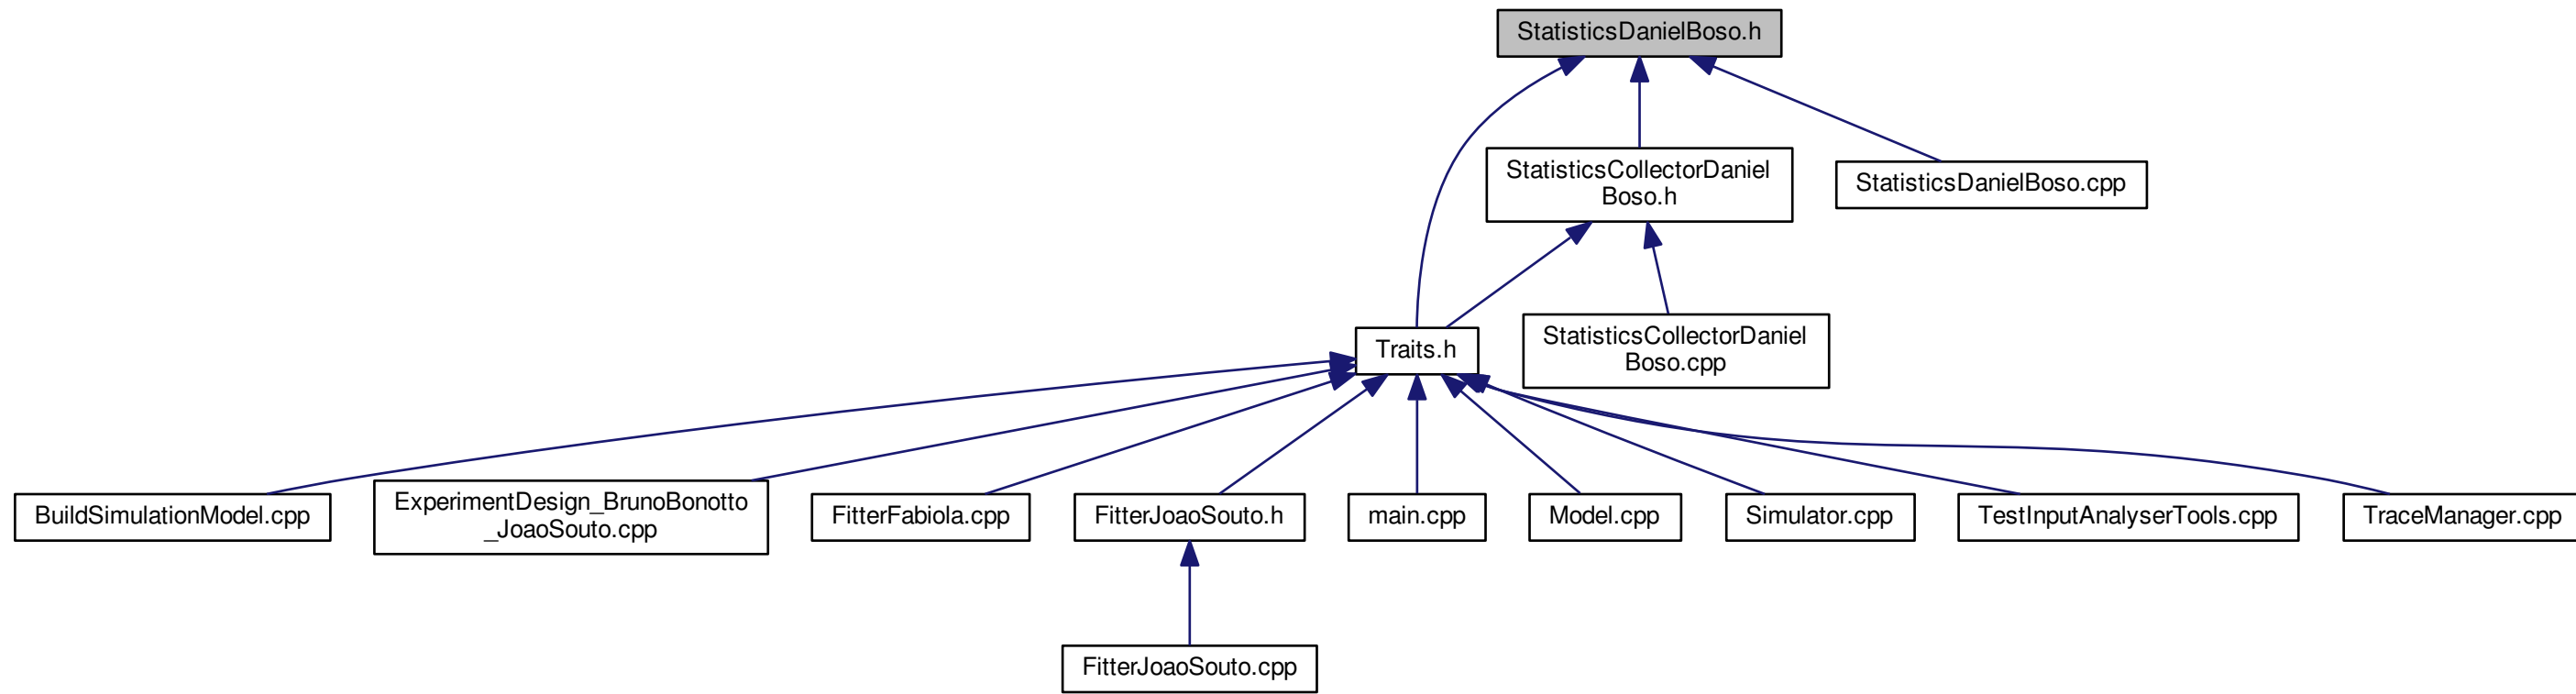 StatisticsDanielBoso.h
StatisticsCollectorDaniel
Boso.h
StatisticsDanielBoso.cpp
Traits.h
StatisticsCollectorDaniel
Boso.cpp
BuildSimulationModel.cpp
ExperimentDesign_BrunoBonotto
_JoaoSouto.cpp
FitterFabiola.cpp
FitterJoaoSouto.h
main.cpp
Model.cpp
Simulator.cpp
TestInputAnalyserTools.cpp
TraceManager.cpp
FitterJoaoSouto.cpp